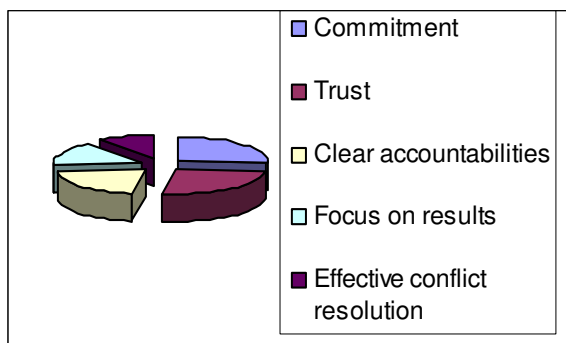 Commitment
Trust
Clear accountabilities
Focus on results
Effective conflict
resolution